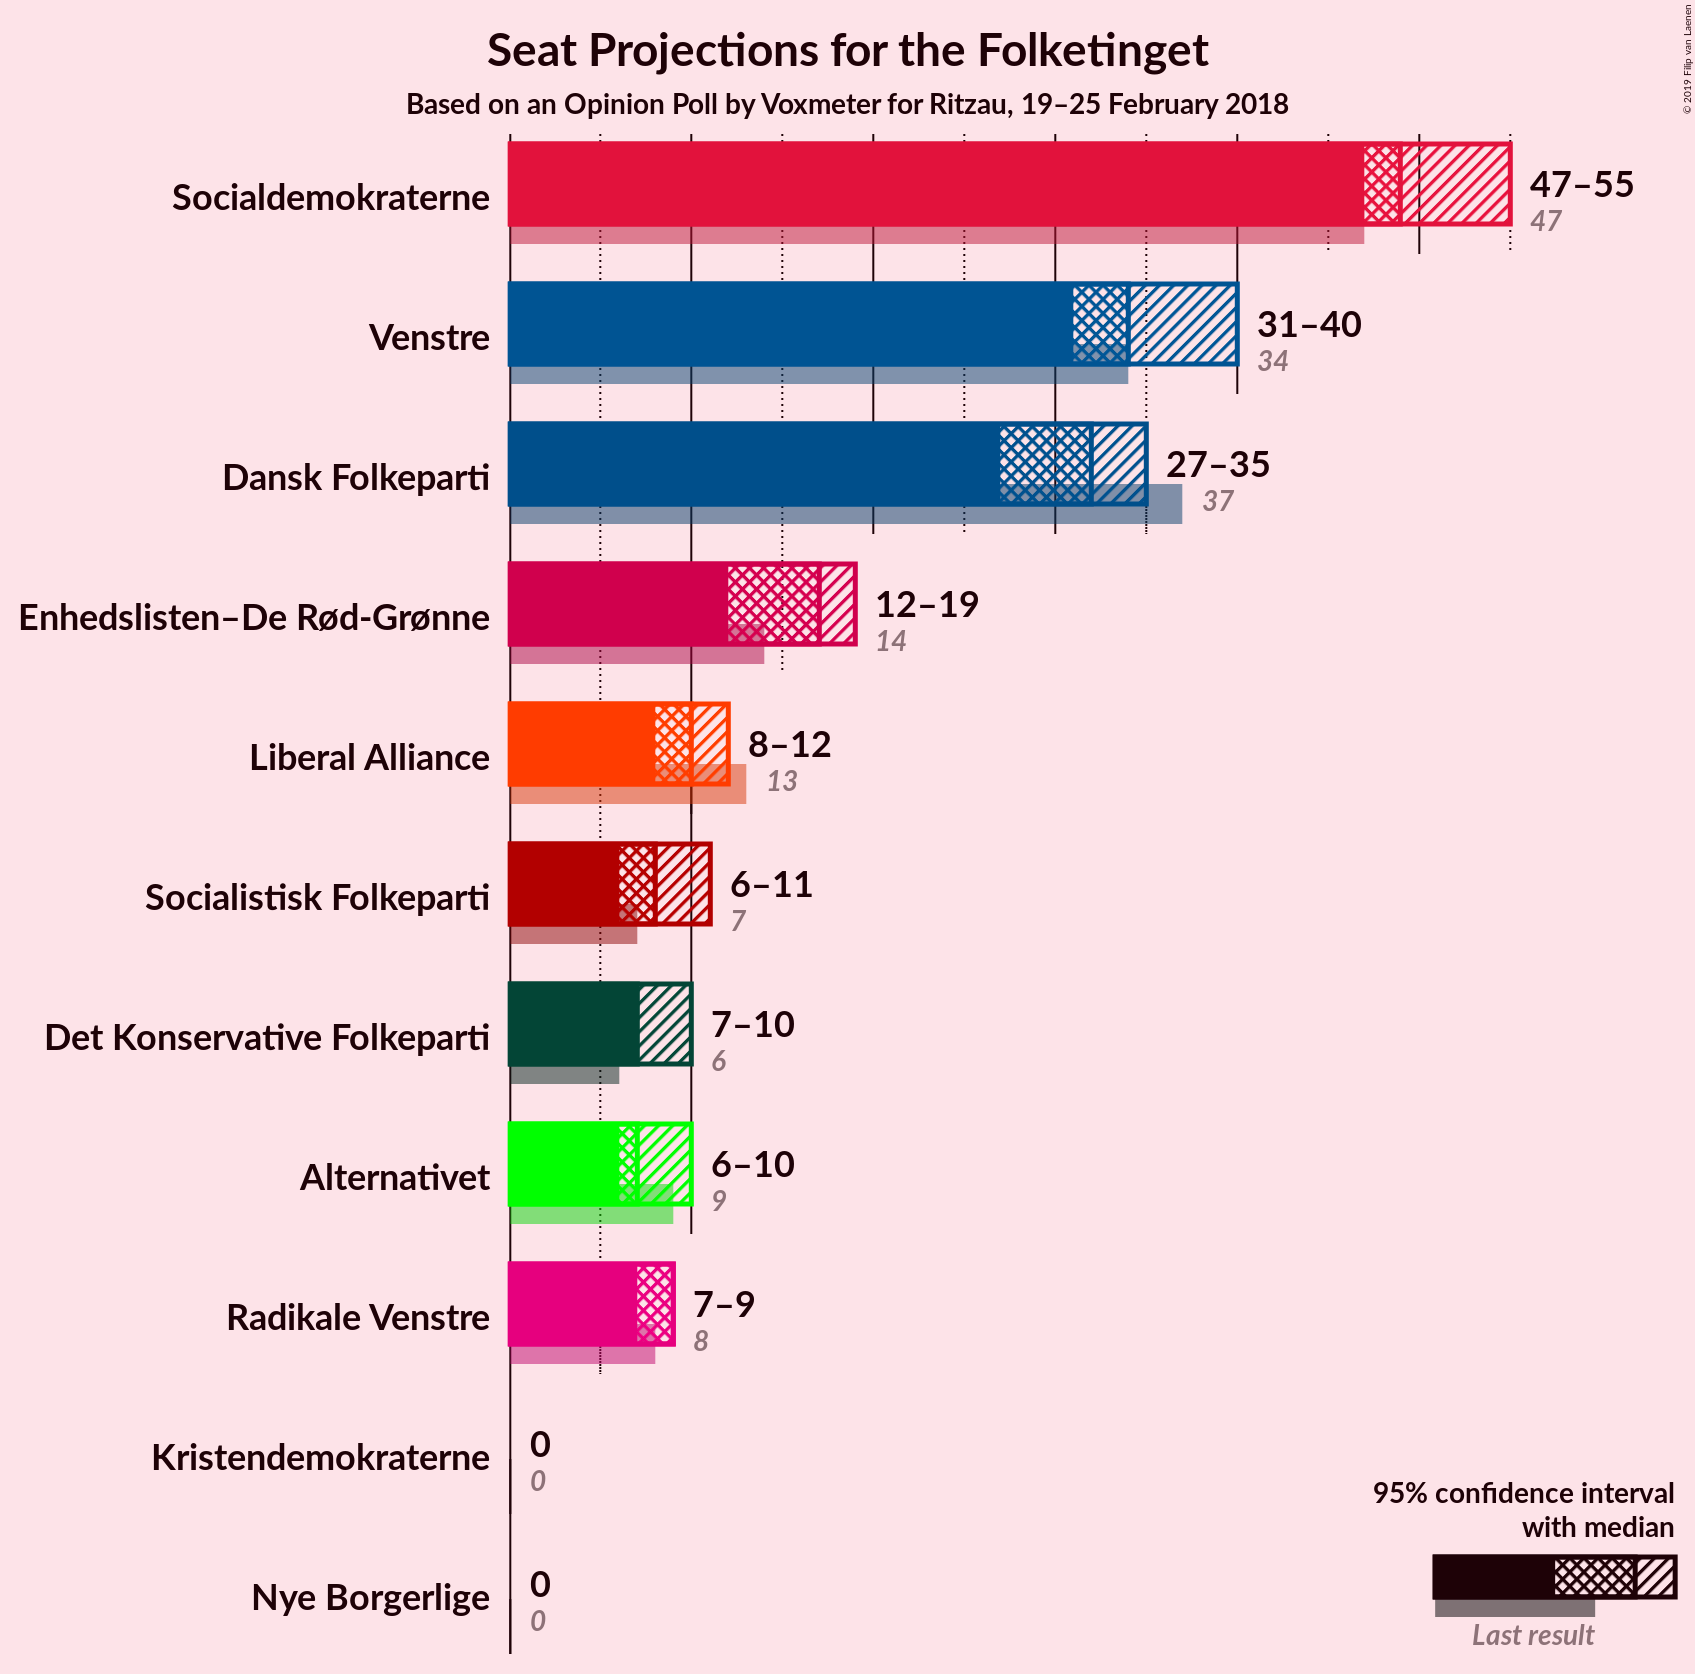 Seat Projections for the Folketinget
Based on an Opinion Poll by Voxmeter for Ritzau, 19–25 February 2018
© 2019 Filip van Laenen
Socialdemokraterne
47–55
47
Venstre
31–40
34
Dansk Folkeparti
27–35
37
Enhedslisten–De Rød-Grønne
12–19
14
Liberal Alliance
8–12
13
Socialistisk Folkeparti
6–11
7
Det Konservative Folkeparti
7–10
6
Alternativet
6–10
9
Radikale Venstre
7–9
8
Kristendemokraterne
0
0
Nye Borgerlige
0
0
95% confidence interval
with median
Last result